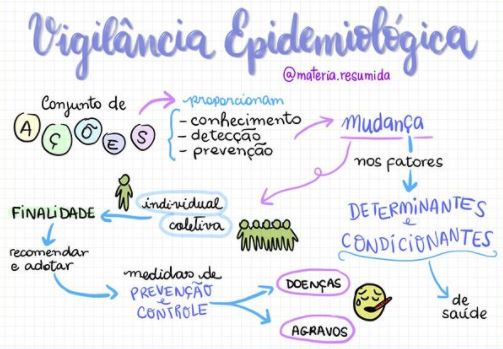 Vigilância Epidemiológica
@materia.resumida
Conjunto de
AÇÕES
proporcionam
- conhecimento
- detecção
- prevenção
mudança
nos fatores
DETERMINANTES
e
CONDICIONANTES
de
saúde
individual
coletiva
FINALIDADE
recomendar
e adotar
medidas de
PREVENÇÃO
e
CONTROLE
DOENÇAS
AGRAVOS